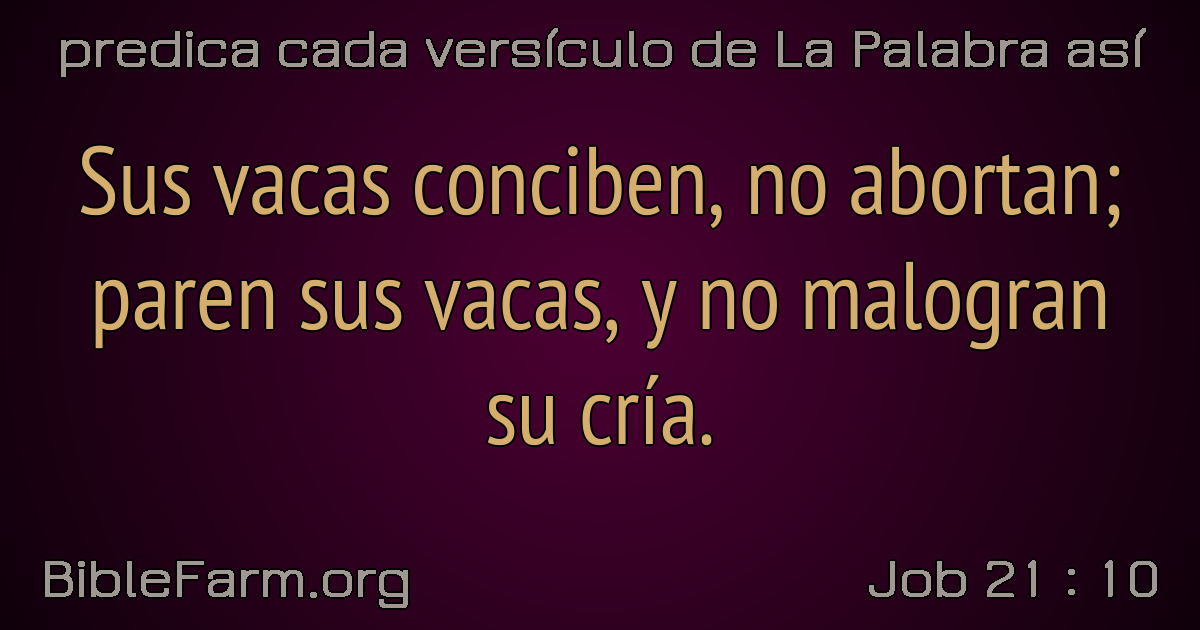 predica cada versículo de La Palabra así
Sus vacas conciben, no abortan;
paren sus vacas, y no malogran
su cría.
BibleFarm.org
Job 21 : 10